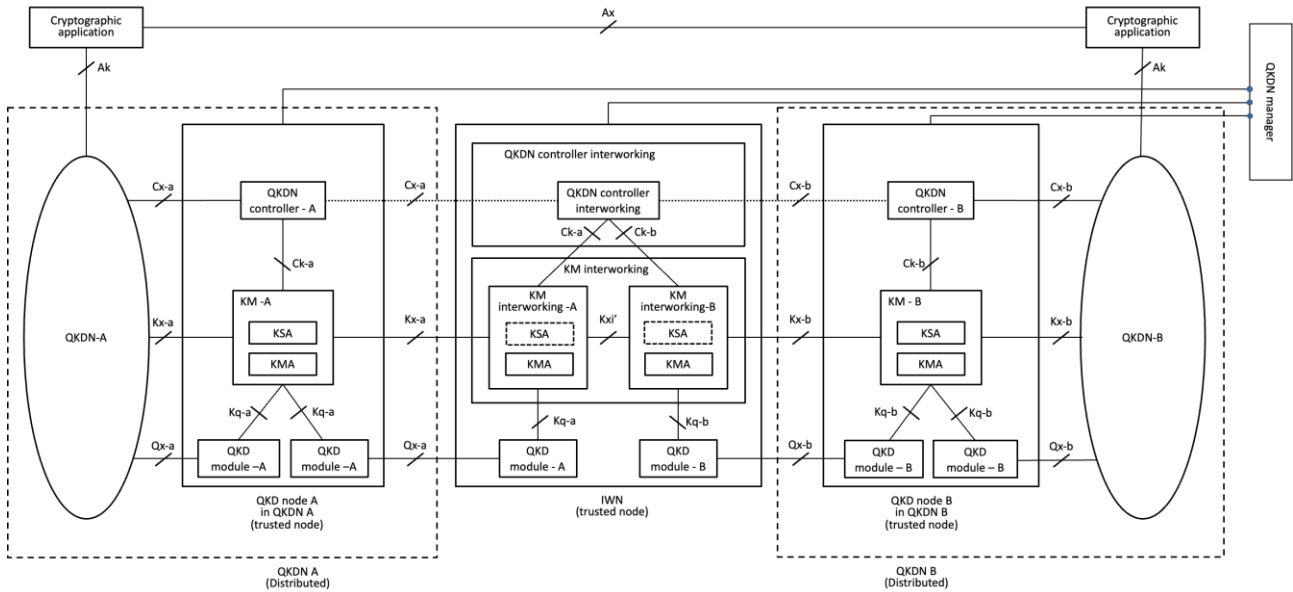 Cryptographic
application
Ax
Cryptographic
application
Ak
Ak
QKDN manager
QKDN controller interworking
Cx-a
QKDN
controller - A
Cx-a
QKDN controller
interworking
Cx-b
QKDN
controller - B
Cx-b
Ck-a
Ck-b
Ck-a
Ck-b
KM interworking
KM -A
KM
interworking -A
KM
interworking-B
KM - B
QKDN-A
Kx-a
KSA
Kx-a
KSA
Kxi'
KSA
Kx-b
KSA
Kx-b
QKDN-B
KMA
KMA
KMA
KMA
Kq-a
Kq-a
Kq-a
Kq-b
Kq-b
Kq-b
Qx-a
QKD
module –A
QKD
module –A
Qx-a
QKD
module - A
QKD
module - B
Qx-b
QKD
module – B
QKD
module – B
Qx-b
QKD node A
in QKDN A
(trusted node)
IWN
(trusted node)
QKD node B
in QKDN B
(trusted node)
QKDN A
(Distributed)
QKDN B
(Distributed)